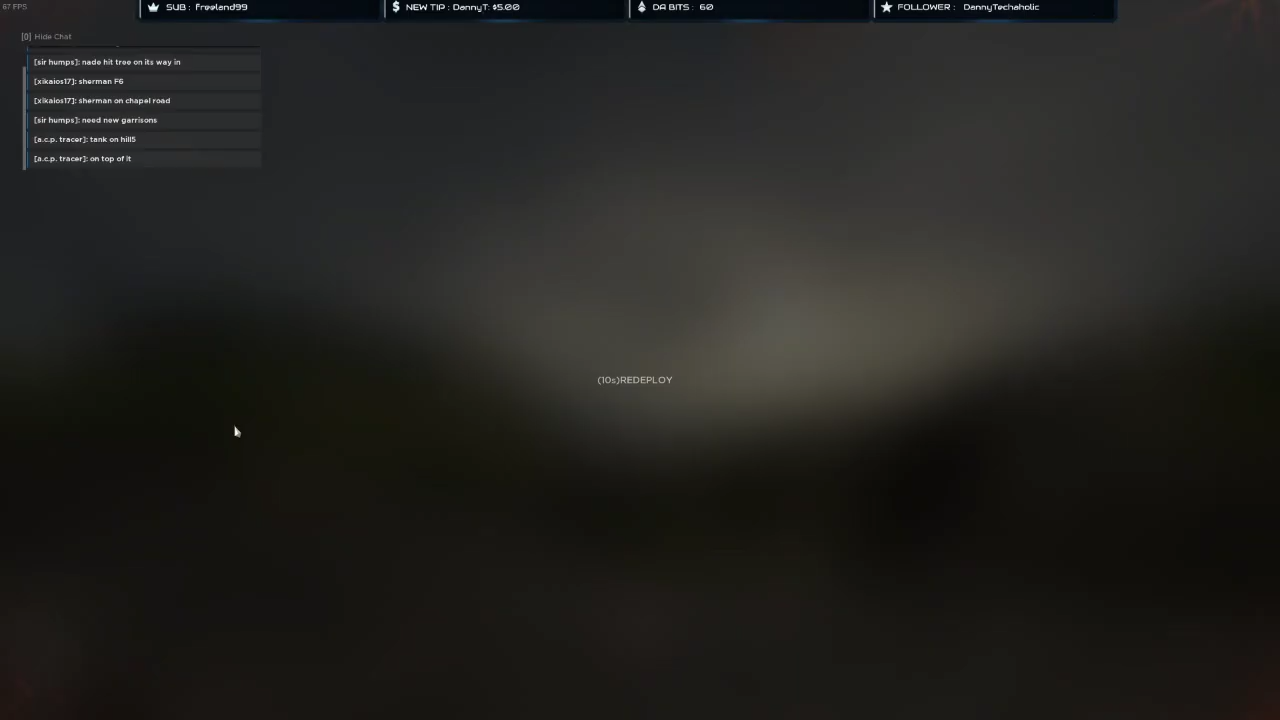 67 FPS
SUB : Freeland99
$ NEW TIP : DannyT: $5.00
DA BITS : 60
FOLLOWER : DannyTechaholic
[0] Hide Chat
[sir humps]: nade hit tree on its way in
[xikaios17]: sherman F6
[xikaios17]: sherman on chapel road
[sir humps]: need new garrisons
[a.c.p. tracer]: tank on hill5
[a.c.p. tracer]: on top of it
(10s)REDEPLOY